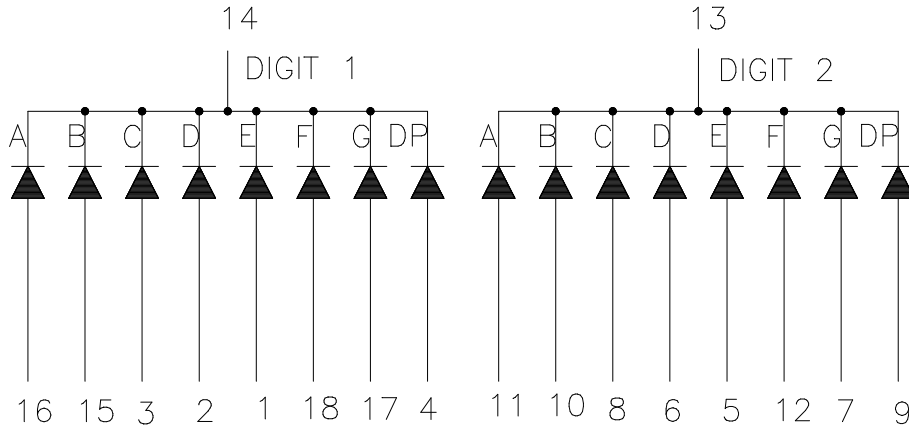 14 13
DIGIT 1 DIGIT 2
A B C D E F G DP A B C D E F G DP
16 15 3 2 1 18 17 4 11 10 8 6 5 12 7 9